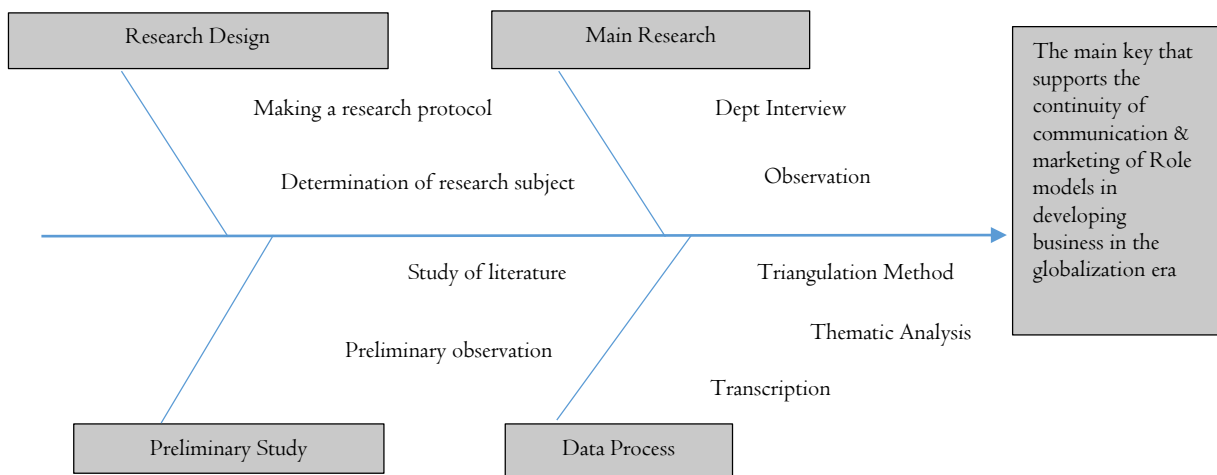 Research Design
Main Research
Making a research protocol
Dept Interview
Determination of research subject
Observation
The main key that
supports the
continuity of
communication &
marketing of Role
models in
developing
business in the
globalization era
Study of literature
Triangulation Method
Thematic Analysis
Preliminary observation
Transcription
Preliminary Study
Data Process